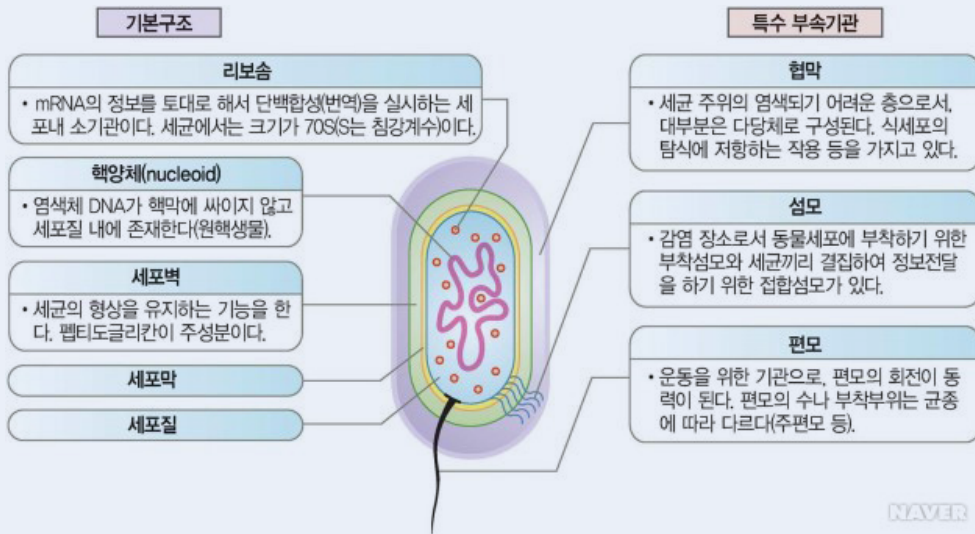 기본구조
리보솜
• mRNA의 정보를 토대로 해서 단백합성(번역)을 실시하는 세
포내 소기관이다. 세균에서는 크기가 70S(S는 침강계수)이다.
핵양체(nucleoid)
• 염색체 DNA가 핵막에 싸이지 않고
세포질 내에 존재한다(원핵생물).
세포벽
• 세균의 형상을 유지하는 기능을 한
다. 펩티도글리칸이 주성분이다.
세포막
세포질
특수 부속기관
협막
• 세균 주위의 염색되기 어려운 층으로서,
대부분은 다당체로 구성된다. 식세포의
탐식에 저항하는 작용 등을 가지고 있다.
섬모
• 감염 장소로서 동물세포에 부착하기 위한
부착섬모와 세균끼리 결집하여 정보전달
을 하기 위한 접합섬모가 있다.
편모
• 운동을 위한 기관으로, 편모의 회전이 동
력이 된다. 편모의 수나 부착부위는 균종
에 따라 다르다(주편모 등).
NAVER